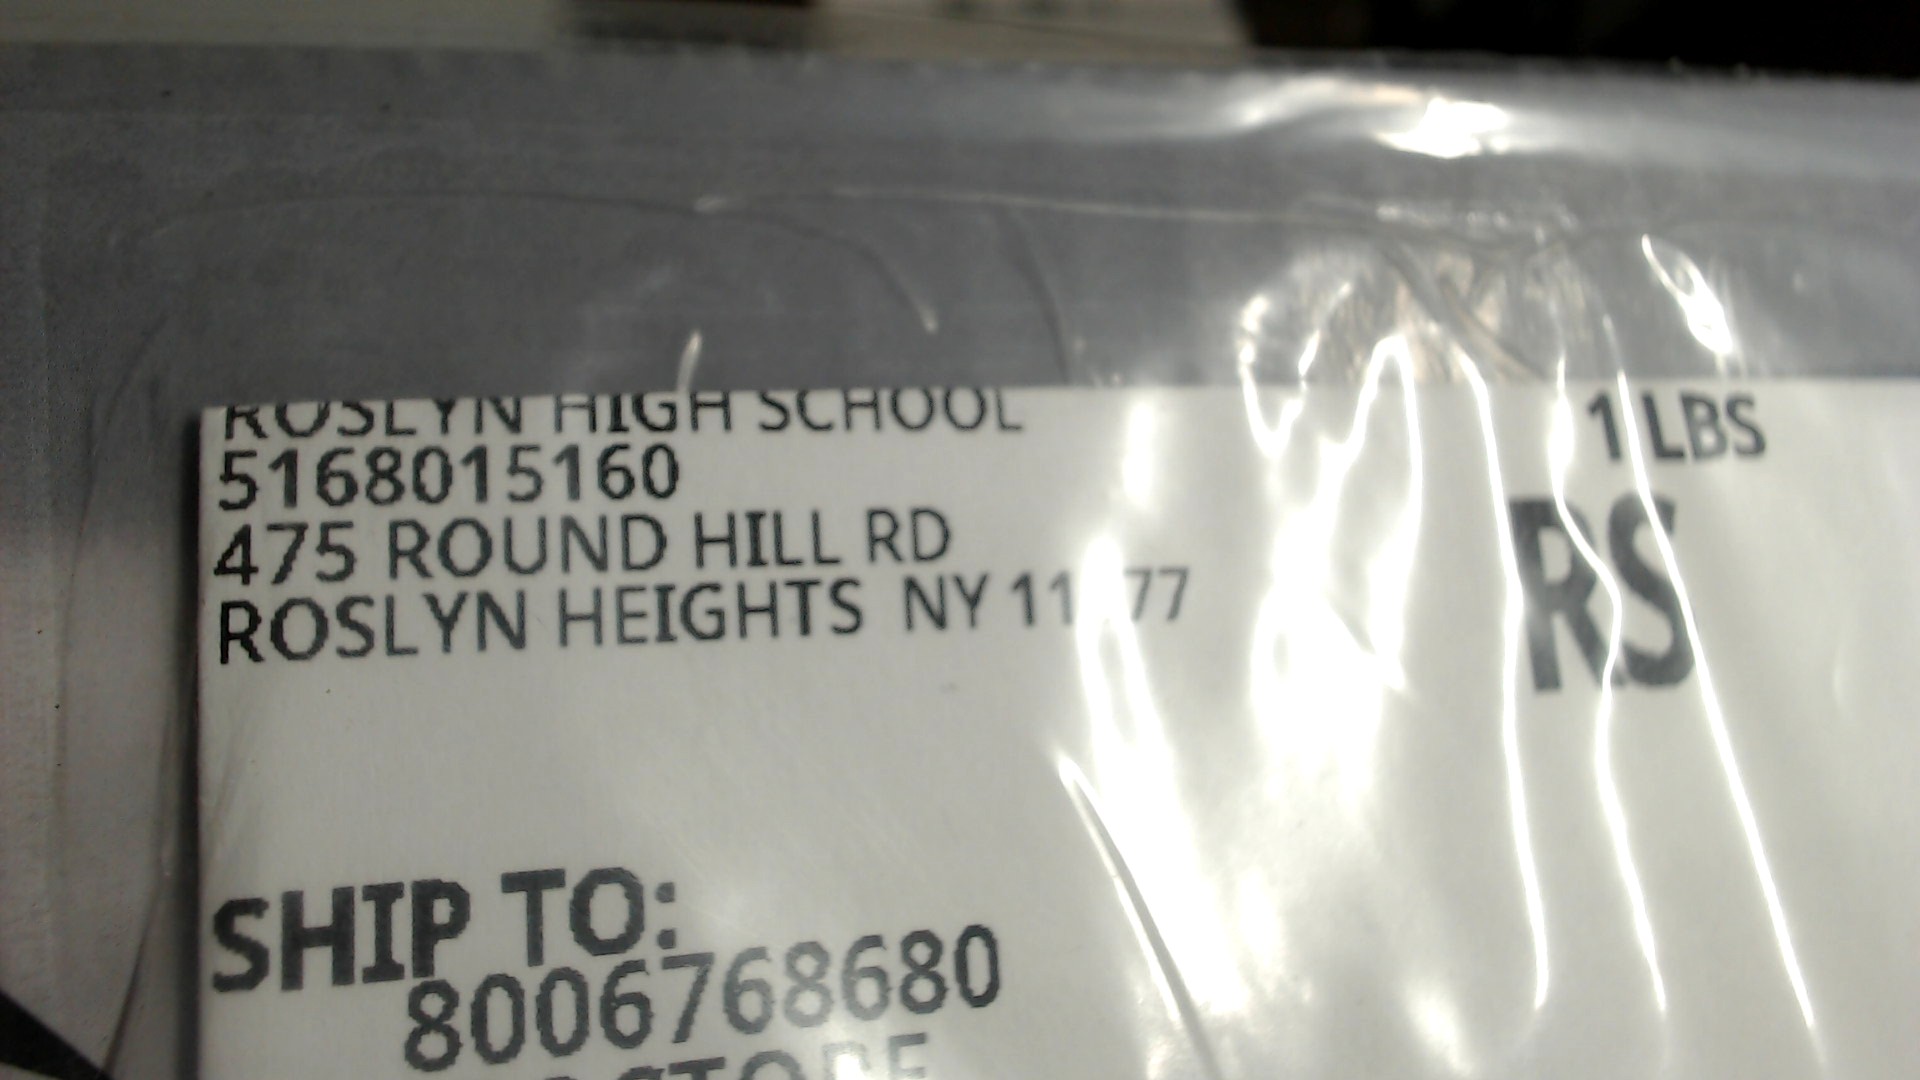 ROSLYN HIGH SCHOOL
5168015160
475 ROUND HILL RD
ROSLYN HEIGHTS NY
1 LBS
RS
SHIP TO:
8006768680